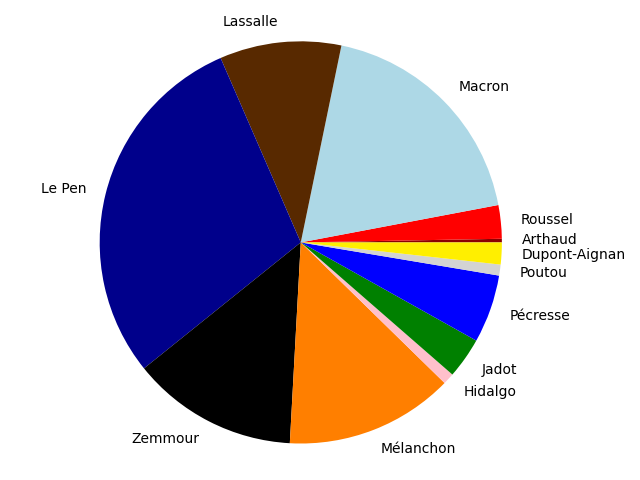 Lassalle
Macron
Le Pen
Roussel
Arthaud
Dupont-Aignan
Poutou
Pécresse
Jadot
Hidalgo
Zemmour
Mélanchon